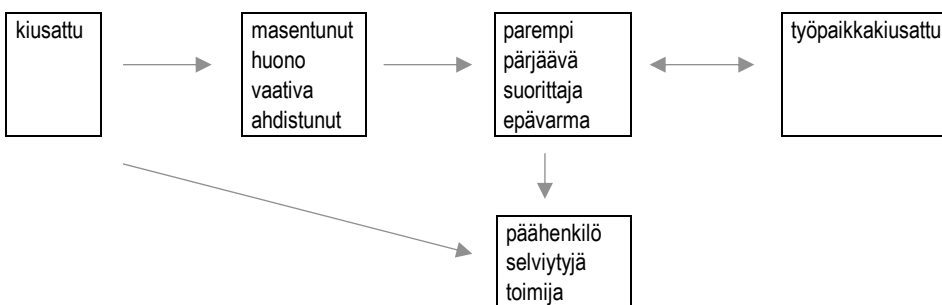 kiusattu
masentunut
huono
vaativa
ahdistunut
parempi
pärjäävä
suorittaja
epävarma
työpaikkakiusattu
päähenkilö
selviytyjä
toimija